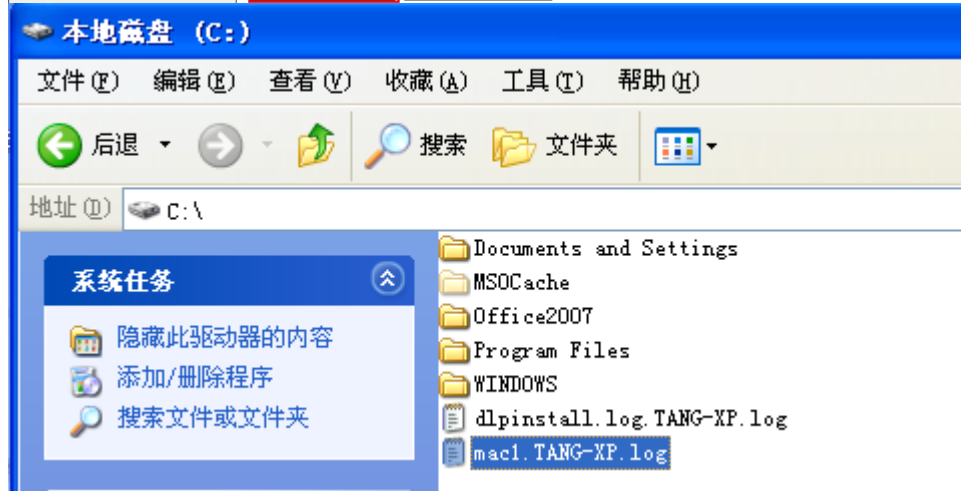 本地磁盘 (C:)
文件(F) 编辑(E) 查看(V) 收藏(A) 工具(T) 帮助(H)
后退 搜索 文件夹
地址(D) C:\
系统任务
隐藏此驱动器的内容
添加/删除程序
搜索文件或文件夹
Documents and Settings
MSOCache
Office2007
Program Files
WINDOWS
dlpinstall.log.TANG-XP.log
mac1.TANG-XP.log